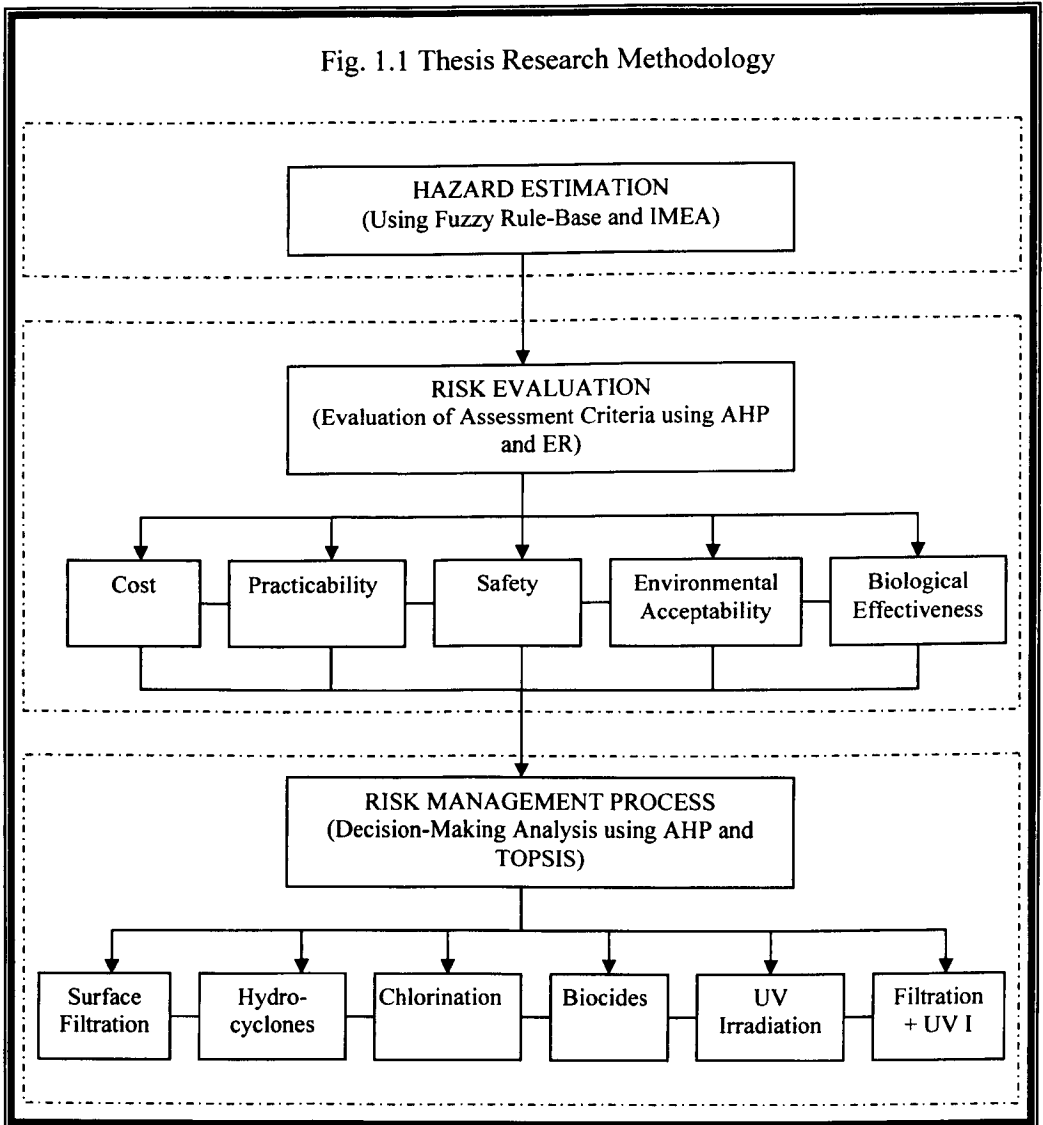 Fig. 1.1 Thesis Research Methodology
HAZARD ESTIMATION
(Using Fuzzy Rule-Base and IMEA)
RISK EVALUATION
(Evaluation of Assessment Criteria using AHP
and ER)
Cost
Practicability
Safety
Environmental
Acceptability
Biological
Effectiveness
RISK MANAGEMENT PROCESS
(Decision-Making Analysis using AHP and
TOPSIS)
Surface
Filtration
Hydro-
cyclones
Chlorination
Biocides
UV
Irradiation
Filtration
+ UV I